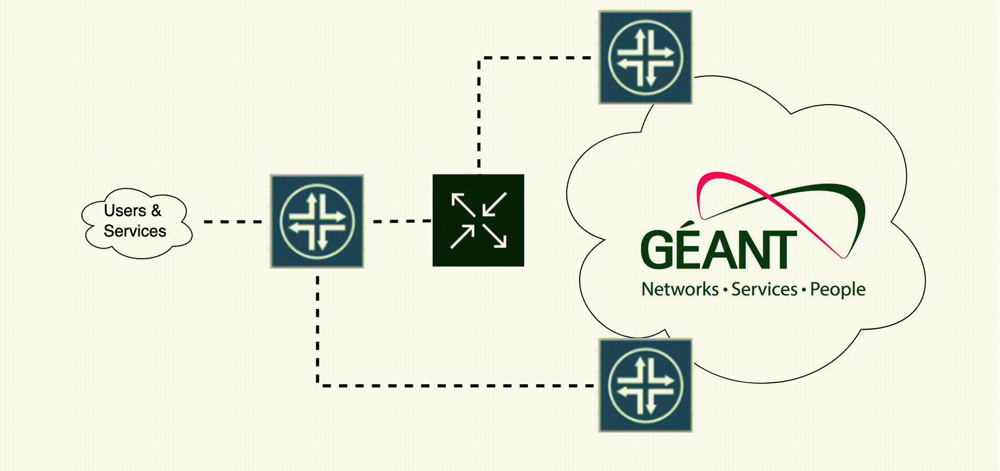 Users &
Services
GÉANT
Networks • Services • People